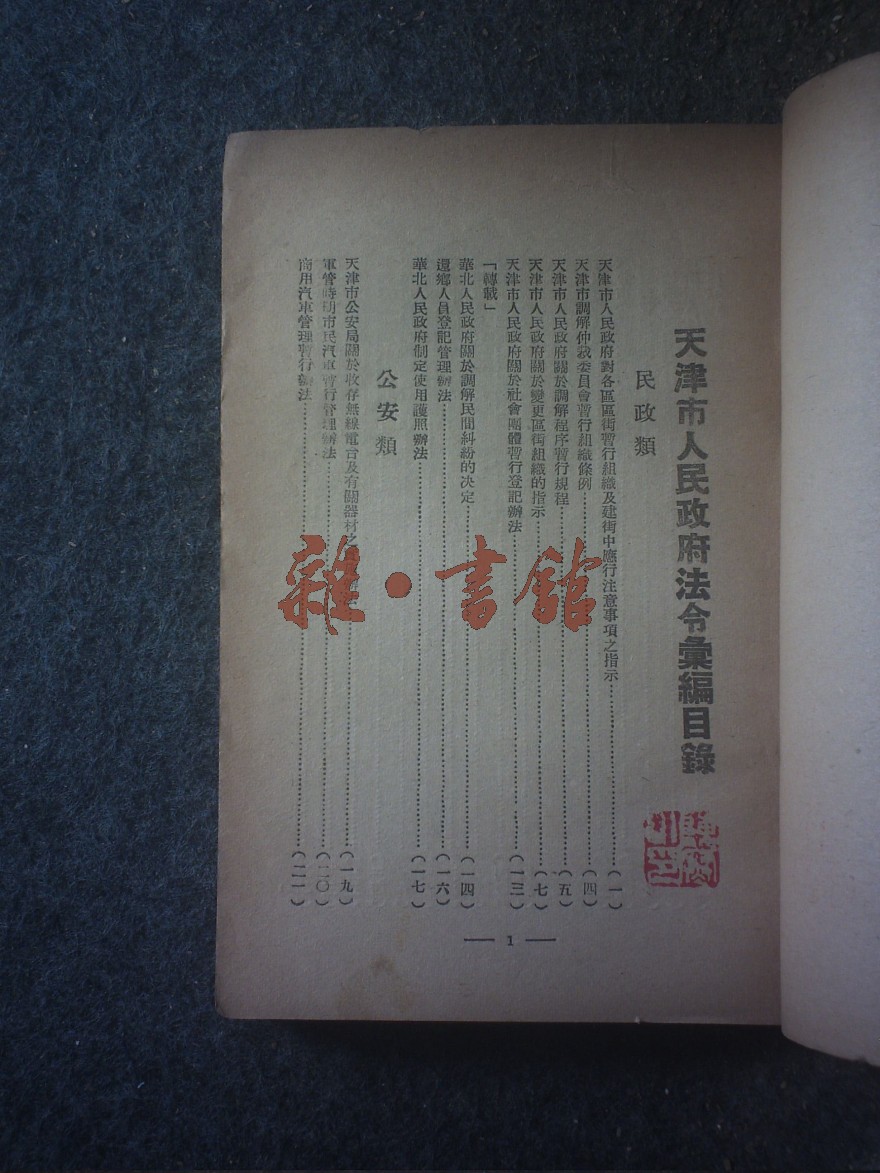 天津市人民政府法令彙編目錄
民政類
天津市人民政府對各區區街暫行組織及建街中應行注意事項之指示……(一)
天津市調解仲裁委員會暫行組織條例……(四)
天津市人民政府關於調解程序暫行規程……(五)
天津市人民政府關於變更區街組織的指示……(七)
天津市人民政府關於社會團體暫行登記辦法……(一三)
「轉載」
華北人民政府關於調解民間糾紛的決定……(一四)
還鄉人員登記管理辦法……(一六)
華北人民政府制定使用護照辦法……(一七)
公安類
天津市公安局關於收存無線電台及有關器材之……(一九)
軍管時期市民汽車暫行管理辦法……(二〇)
商用汽車管理暫行辦法……(二一)
— 1 —
雜·書館